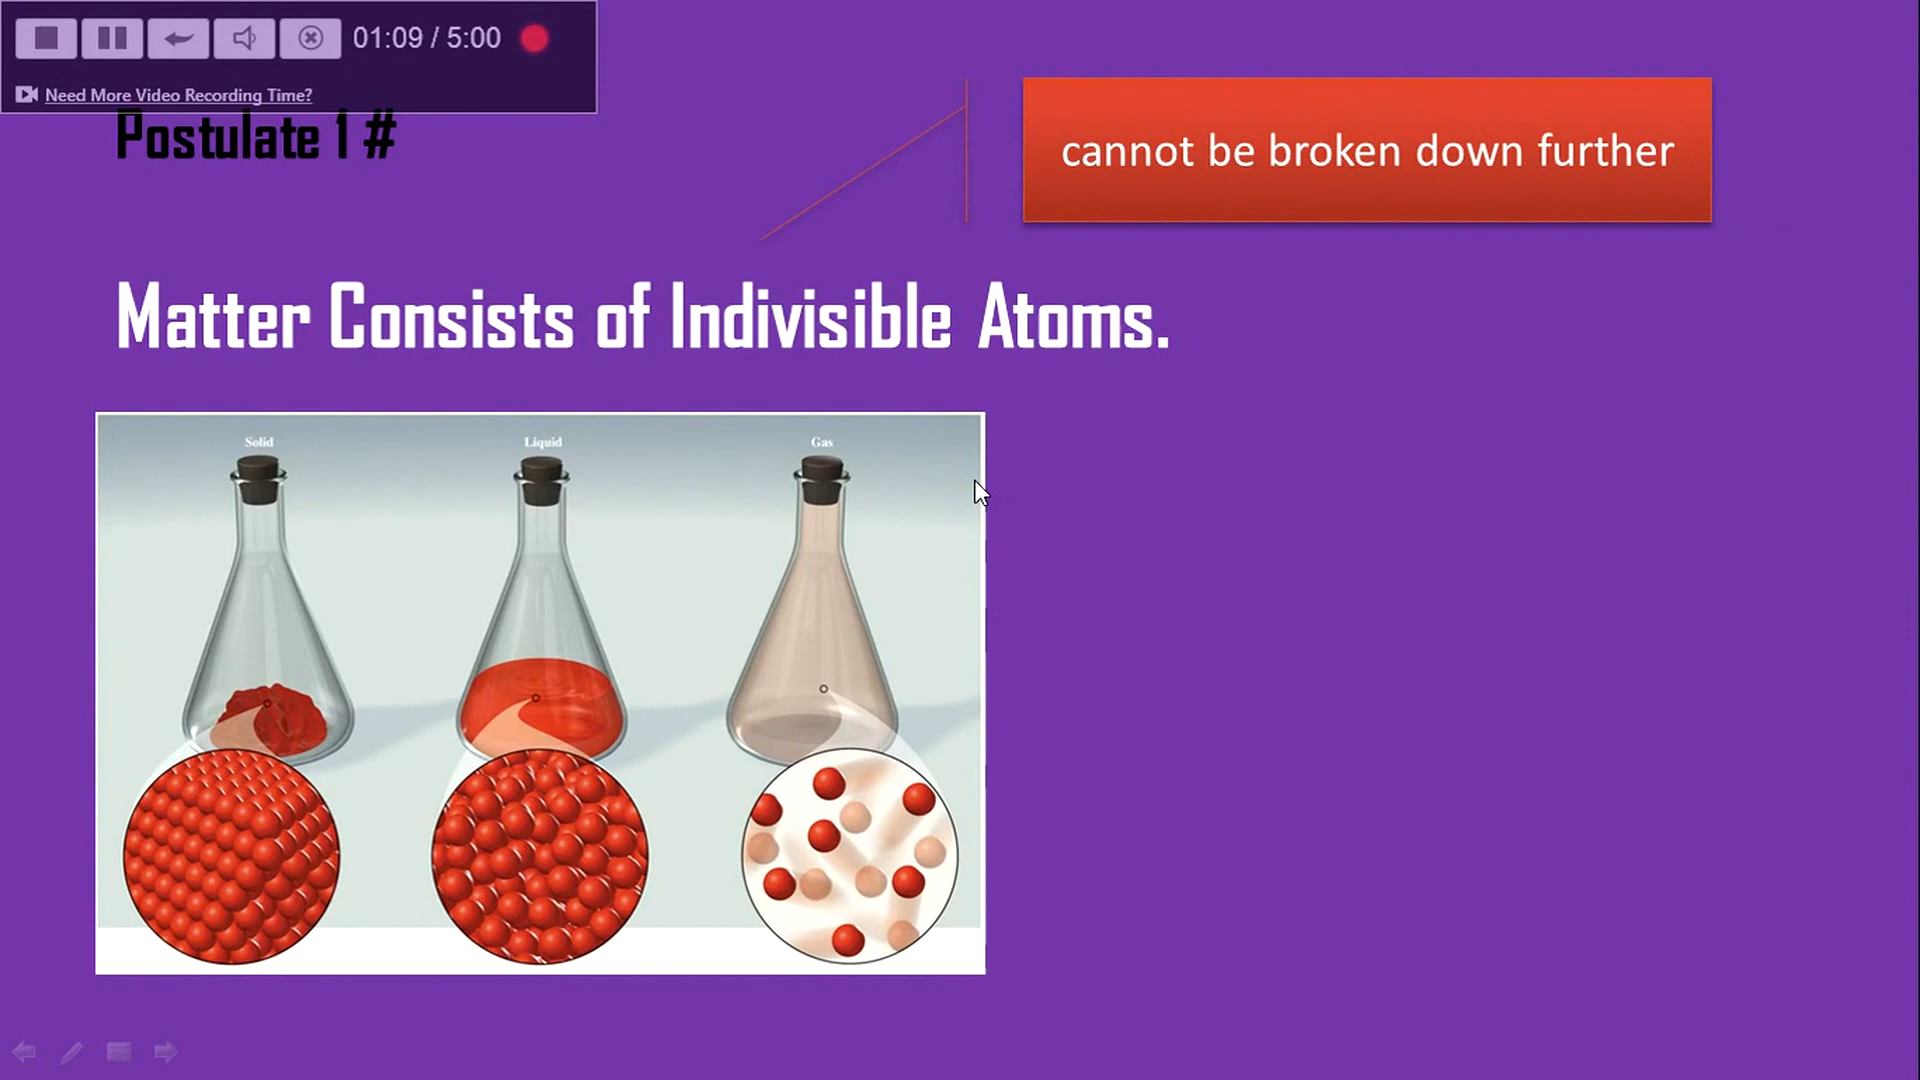 01:09 / 5:00
Need More Video Recording Time?
Postulate 1 #
cannot be broken down further
Matter Consists of Indivisible Atoms.
Solid
Liquid
Gas